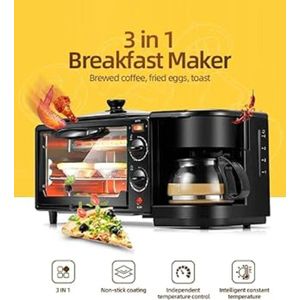 3 in 1
Breakfast Maker
Brewed coffee, fried eggs, toast
3 IN 1
Non-stick coating
Independent
temperature control
Intelligent constant
temperature